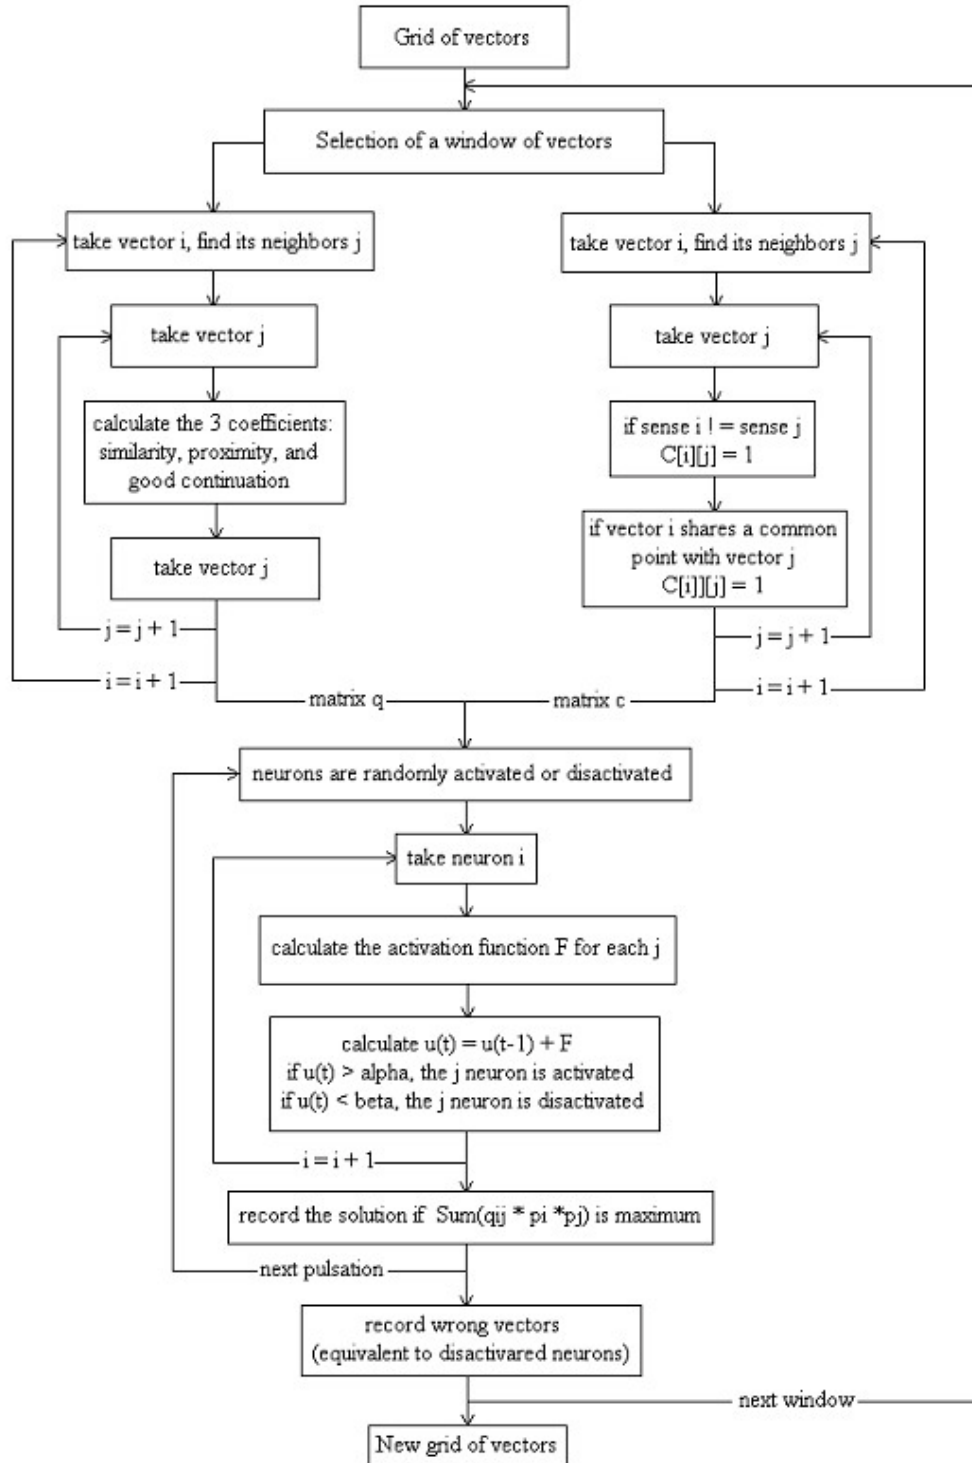 Grid of vectors
Selection of a window of vectors
take vector i, find its neighbors j
take vector j
calculate the 3 coefficients:
similarity, proximity, and
good continuation
take vector j
j = j + 1
i = i + 1
matrix q
take vector i, find its neighbors j
take vector j
if sense i ! = sense j
C[i][j] = 1
if vector i shares a common
point with vector j
C[i]][j] = 1
j = j + 1
i = i + 1
matrix c
neurons are randomly activated or disactivated
take neuron i
calculate the activation function F for each j
calculate u(t) = u(t-1) + F
if u(t) > alpha, the j neuron is activated
if u(t) < beta, the j neuron is disactivated
i = i + 1
record the solution if Sum(qij * pi *pj) is maximum
next pulsation
record wrong vectors
(equivalent to disactivared neurons)
next window
New grid of vectors